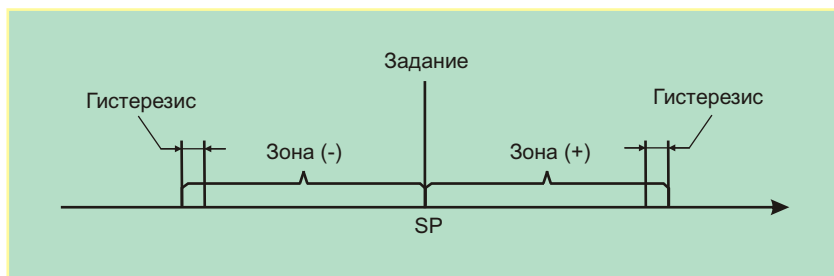 Задание
Гистерезис
Гистерезис
Зона (-)
Зона (+)
SP